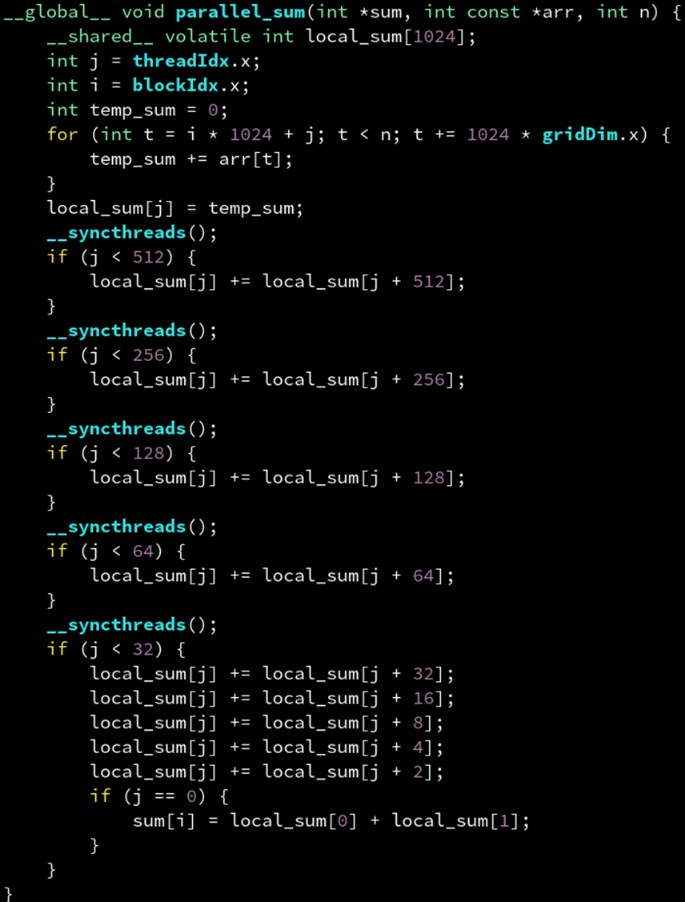 __global__ void parallel_sum(int *sum, int const *arr, int n) {
    __shared__ volatile int local_sum[1024];
    int j = threadIdx.x;
    int i = blockIdx.x;
    int temp_sum = 0;
    for (int t = i * 1024 + j; t < n; t += 1024 * gridDim.x) {
        temp_sum += arr[t];
    }
    local_sum[j] = temp_sum;
    __syncthreads();
    if (j < 512) {
        local_sum[j] += local_sum[j + 512];
    }
    __syncthreads();
    if (j < 256) {
        local_sum[j] += local_sum[j + 256];
    }
    __syncthreads();
    if (j < 128) {
        local_sum[j] += local_sum[j + 128];
    }
    __syncthreads();
    if (j < 64) {
        local_sum[j] += local_sum[j + 64];
    }
    __syncthreads();
    if (j < 32) {
        local_sum[j] += local_sum[j + 32];
        local_sum[j] += local_sum[j + 16];
        local_sum[j] += local_sum[j + 8];
        local_sum[j] += local_sum[j + 4];
        local_sum[j] += local_sum[j + 2];
        if (j == 0) {
            sum[i] = local_sum[0] + local_sum[1];
        }
    }
}